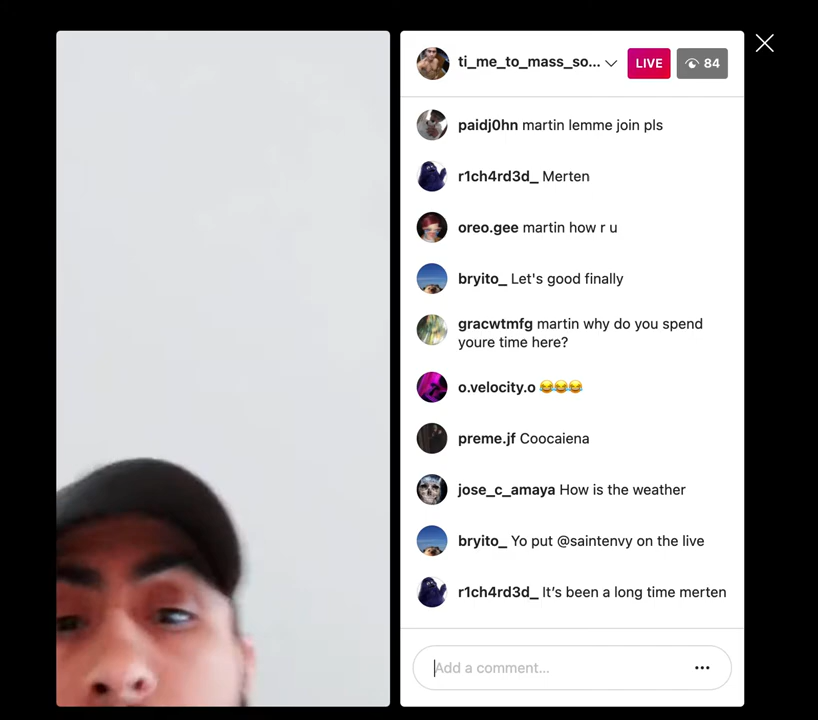 ti_me_to_mass_so... LIVE 84
paidj0hn martin lemme join pls
r1ch4rd3d_ Merten
oreo.gee martin how r u
bryito_ Let's good finally
gracwtmfg martin why do you spend
youre time here?
o.velocity.o 😂😂😂
preme.jf Coocaiena
jose_c_amaya How is the weather
bryito_ Yo put @saintenvy on the live
r1ch4rd3d_ It’s been a long time merten
Add a comment...